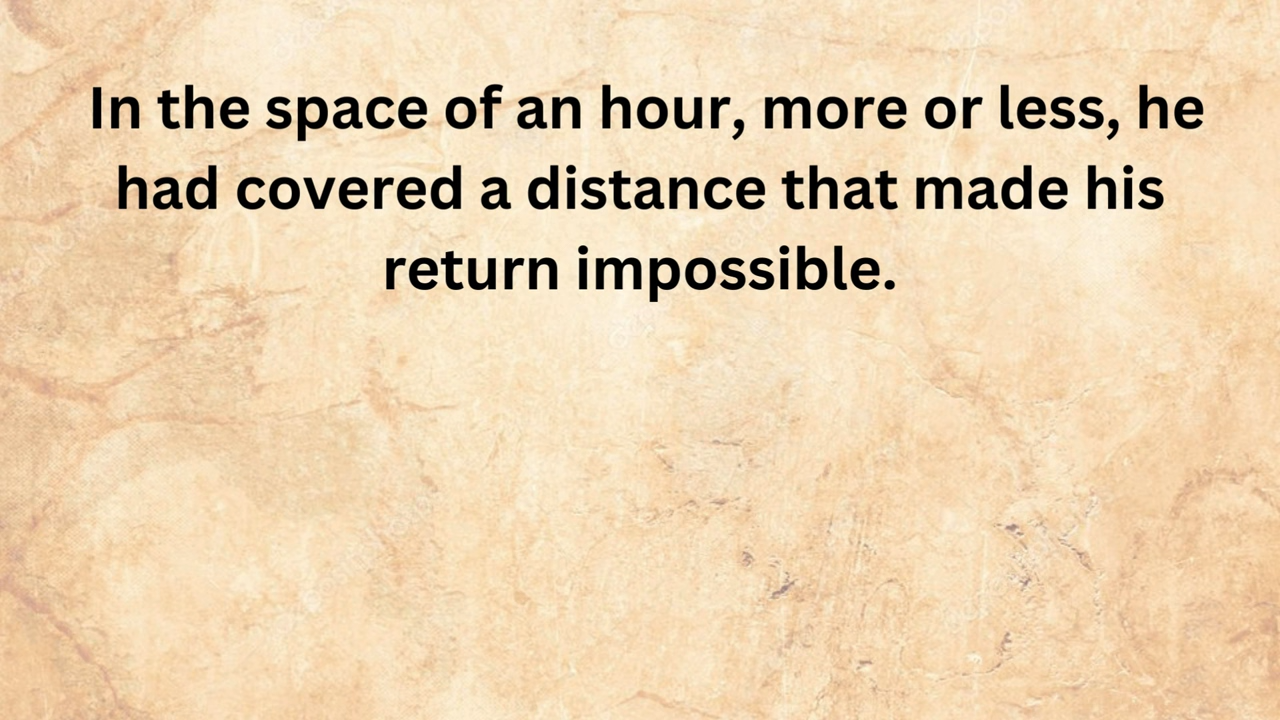 In the space of an hour, more or less, he
had covered a distance that made his
return impossible.